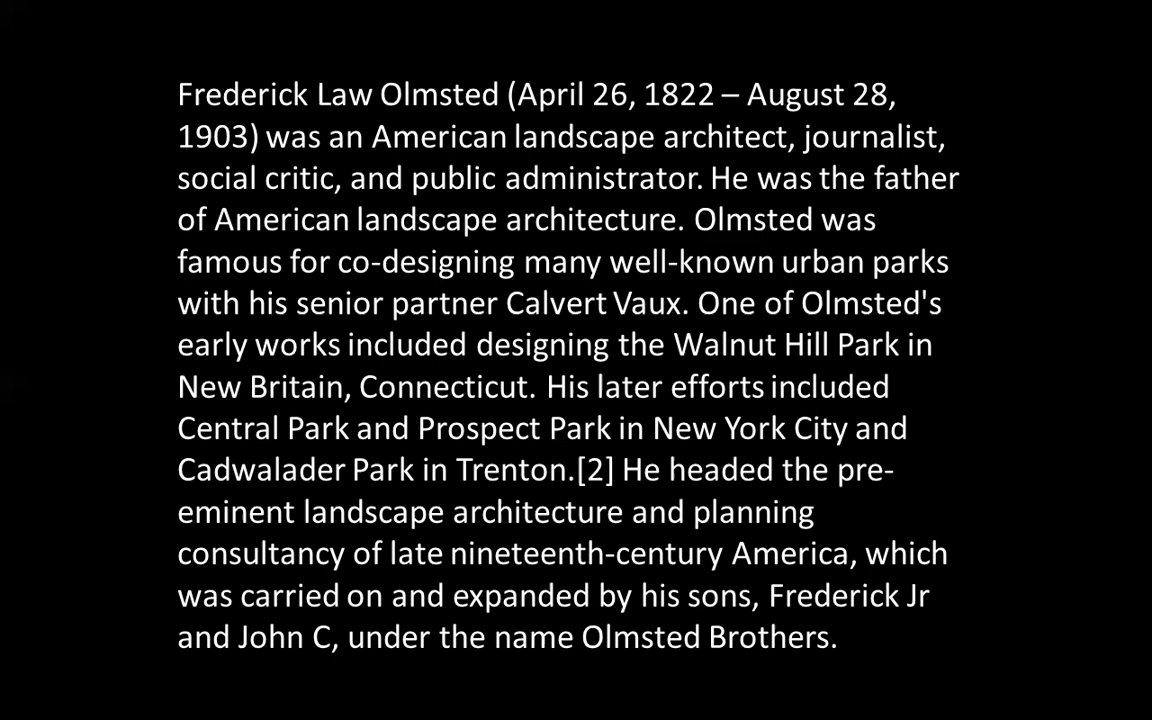 Frederick Law Olmsted (April 26, 1822 – August 28,
1903) was an American landscape architect, journalist,
social critic, and public administrator. He was the father
of American landscape architecture. Olmsted was
famous for co-designing many well-known urban parks
with his senior partner Calvert Vaux. One of Olmsted's
early works included designing the Walnut Hill Park in
New Britain, Connecticut. His later efforts included
Central Park and Prospect Park in New York City and
Cadwalader Park in Trenton.[2] He headed the pre-
eminent landscape architecture and planning
consultancy of late nineteenth-century America, which
was carried on and expanded by his sons, Frederick Jr
and John C, under the name Olmsted Brothers.